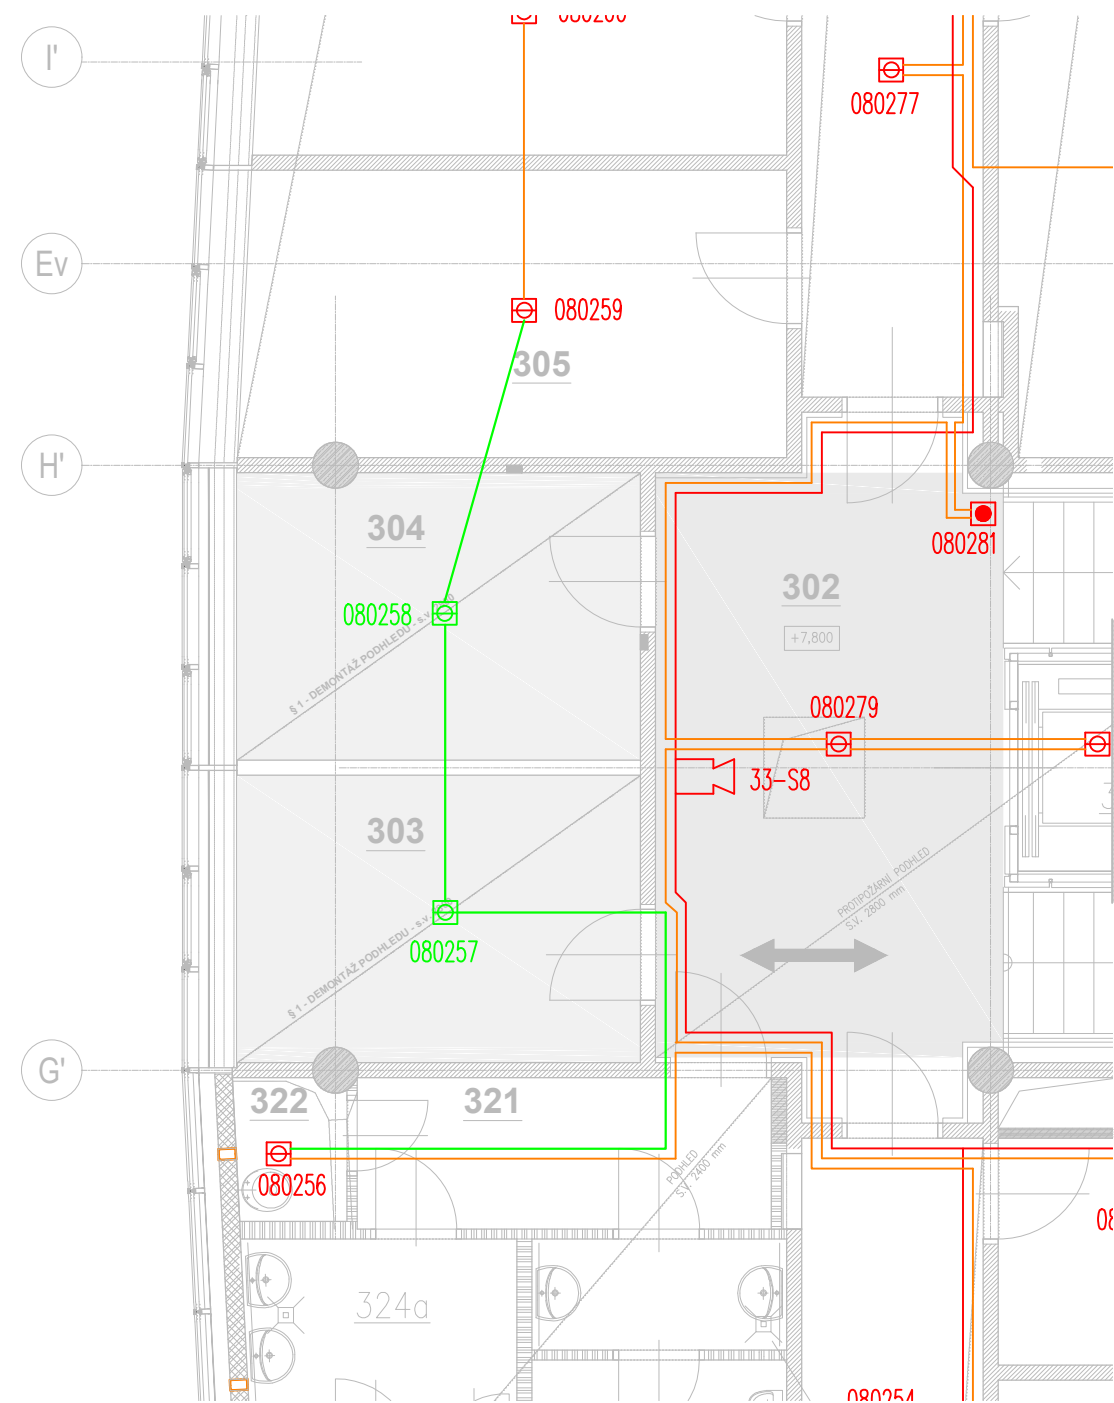 I'
080277
Ev
080259
305
H'
304
080281
302
080258
+7,800
§ 1 - DEMONTÁŽ PODHLEDU - s.v.
080279
33-S8
303
PROTIPOŽÁRNÍ PODHLED
S.V. 2800 mm
080257
§ 1 - DEMONTÁŽ PODHLEDU - s.v.
G'
322
321
PODHLED
S.V. 2400 mm
080256
324a
080254